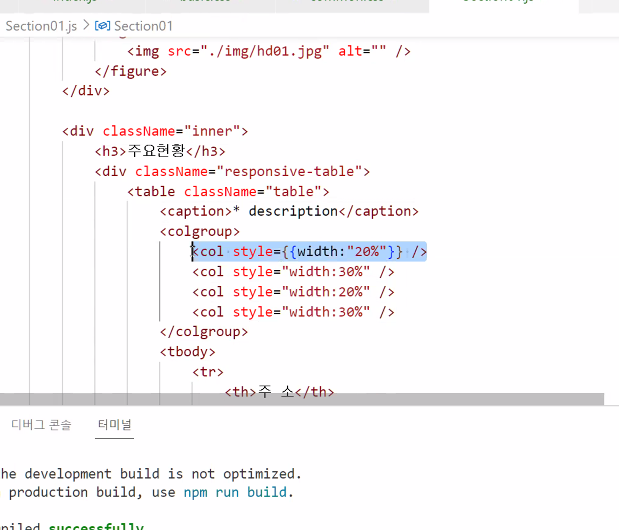 Section01.js > Section01
<img src="./img/hd01.jpg" alt="" />
</figure>
</div>
<div className="inner">
<h3>주요현황</h3>
<div className="responsive-table">
<table className="table">
<caption>* description</caption>
<colgroup>
<col style={{width:"20%"}} />
<col style="width:30%" />
<col style="width:20%" />
<col style="width:30%" />
</colgroup>
<tbody>
<tr>
<th>주 소</th>
디버그 콘솔 터미널
he development build is not optimized.
production build, use npm run build.
piled successfully